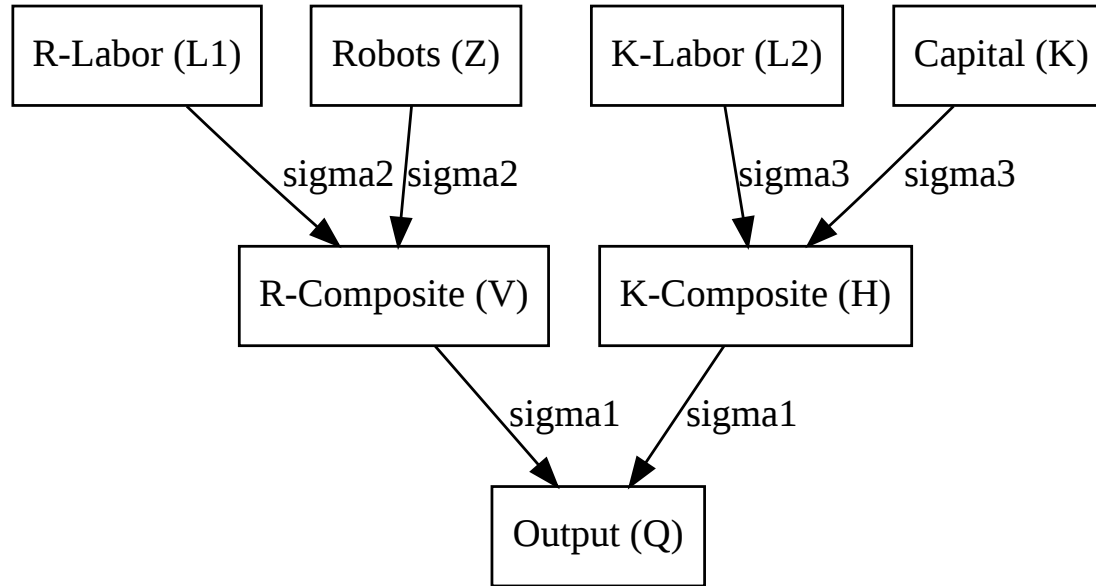 R-Labor (L1)
Robots (Z)
K-Labor (L2)
Capital (K)
sigma2
sigma2
sigma3
sigma3
R-Composite (V)
K-Composite (H)
sigma1
sigma1
Output (Q)